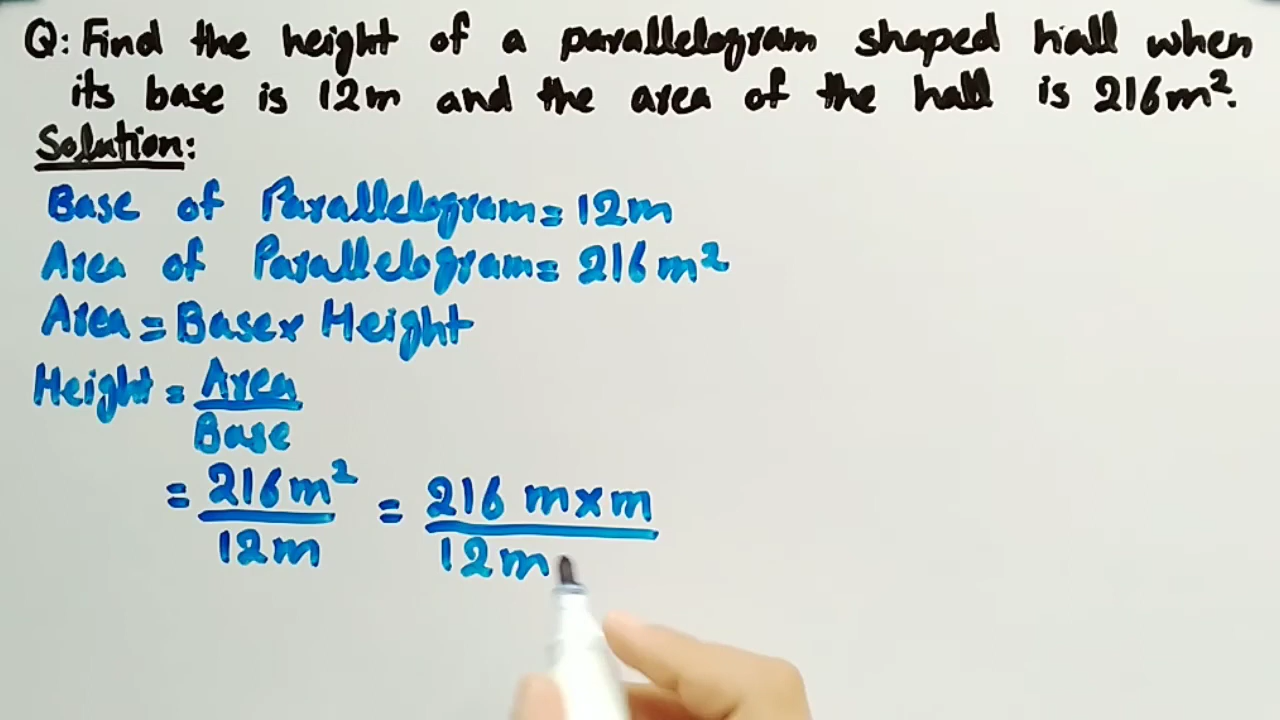 Q: Find the height of a parallelogram shaped hall when
its base is 12m and the area of the hall is 216m².
Solution:
Base of Parallelogram = 12m
Area of Parallelogram = 216m²
Area = Base x Height
Height = Area / Base
= 216m² / 12m = 216 m x m / 12m